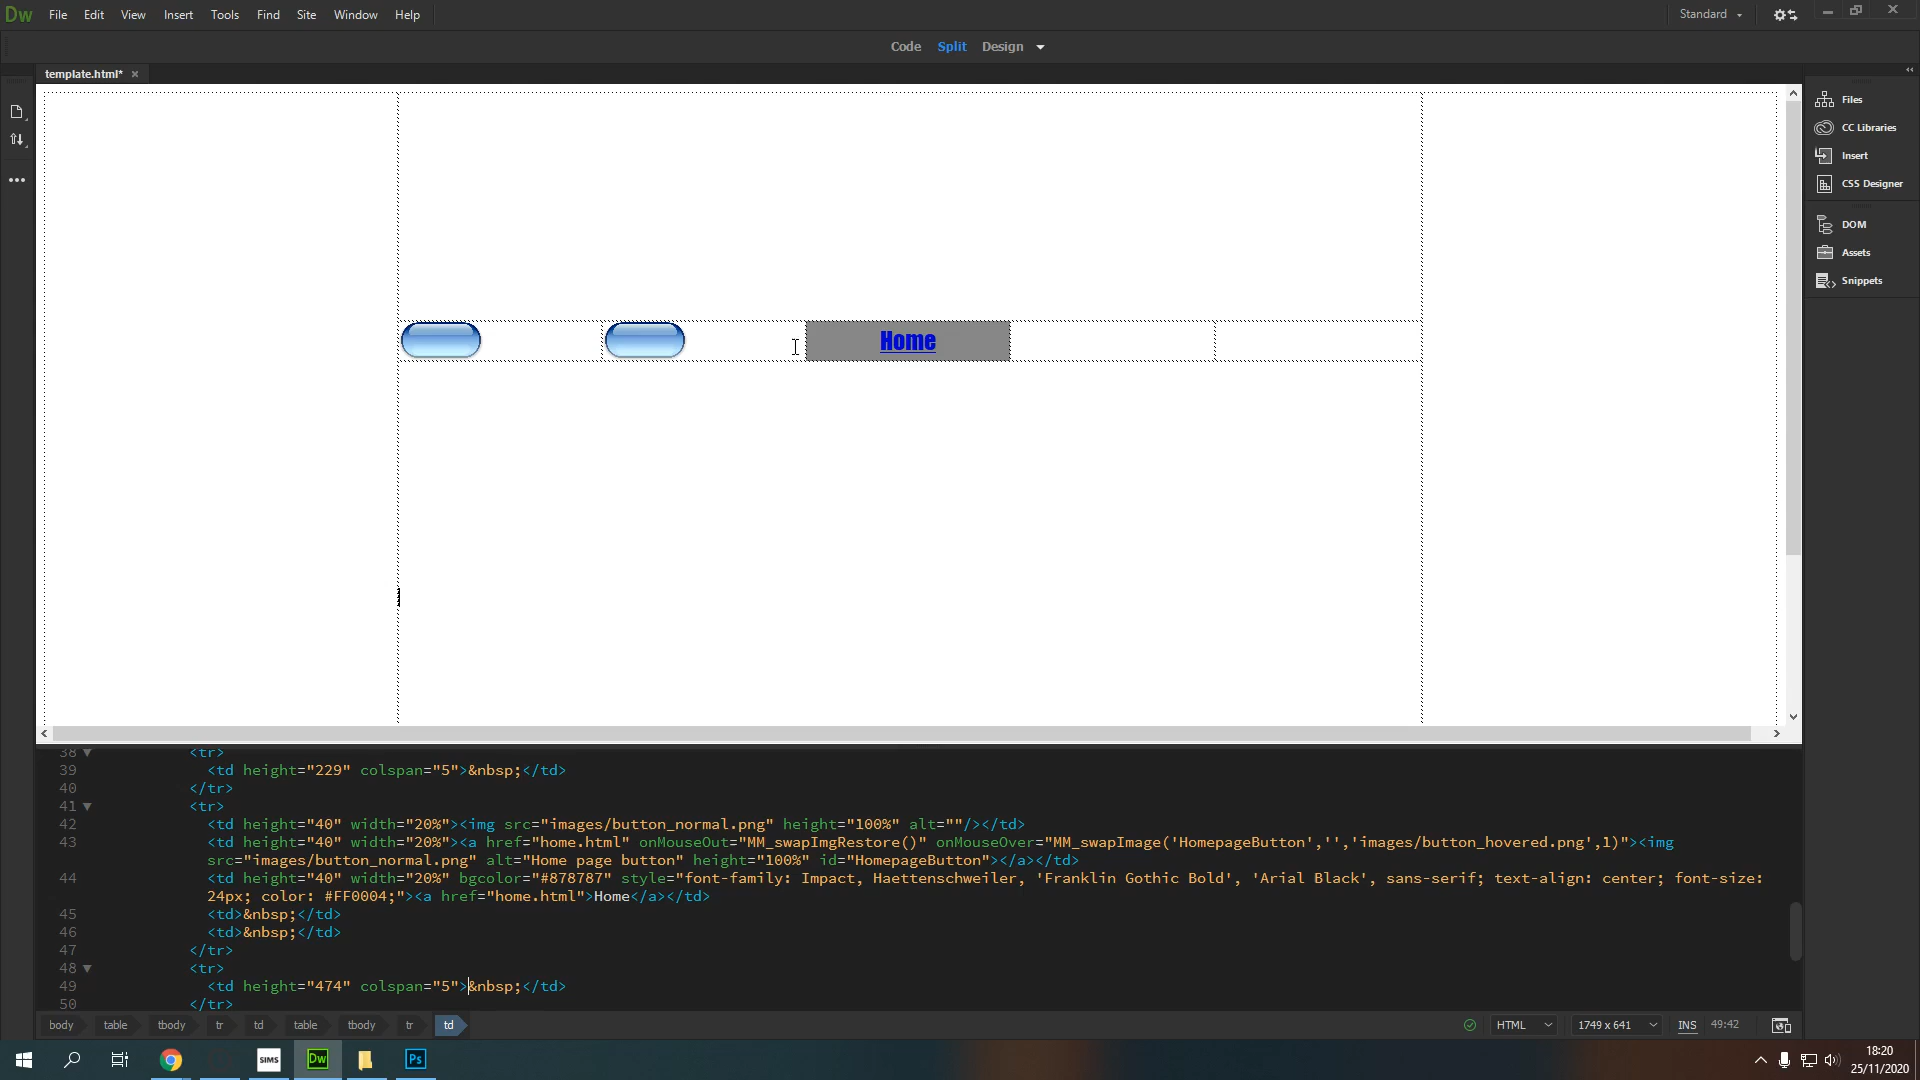 Dw File Edit View Insert Tools Find Site Window Help Standard
Code Split Design
template.html*
Files
CC Libraries
Insert
CSS Designer
DOM
Assets
Snippets
Home
38 <tr>
39 <td height="229" colspan="5">&nbsp;</td>
40 </tr>
41 <tr>
42 <td height="40" width="20%"><img src="images/button_normal.png" height="100%" alt=""/></td>
43 <td height="40" width="20%"><a href="home.html" onMouseOut="MM_swapImgRestore()" onMouseOver="MM_swapImage('HomepageButton','','images/button_hovered.png',1)"><img
src="images/button_normal.png" alt="Home page button" height="100%" id="HomepageButton"></a></td>
44 <td height="40" width="20%" bgcolor="#878787" style="font-family: Impact, Haettenschweiler, 'Franklin Gothic Bold', 'Arial Black', sans-serif; text-align: center; font-size:
24px; color: #FF0004;"><a href="home.html">Home</a></td>
45 <td>&nbsp;</td>
46 <td>&nbsp;</td>
47 </tr>
48 <tr>
49 <td height="474" colspan="5">&nbsp;</td>
50 </tr>
body table tbody tr td table tbody tr td HTML 1749 x 641 INS 49:42
SIMS Dw Ps 18:20
25/11/2020